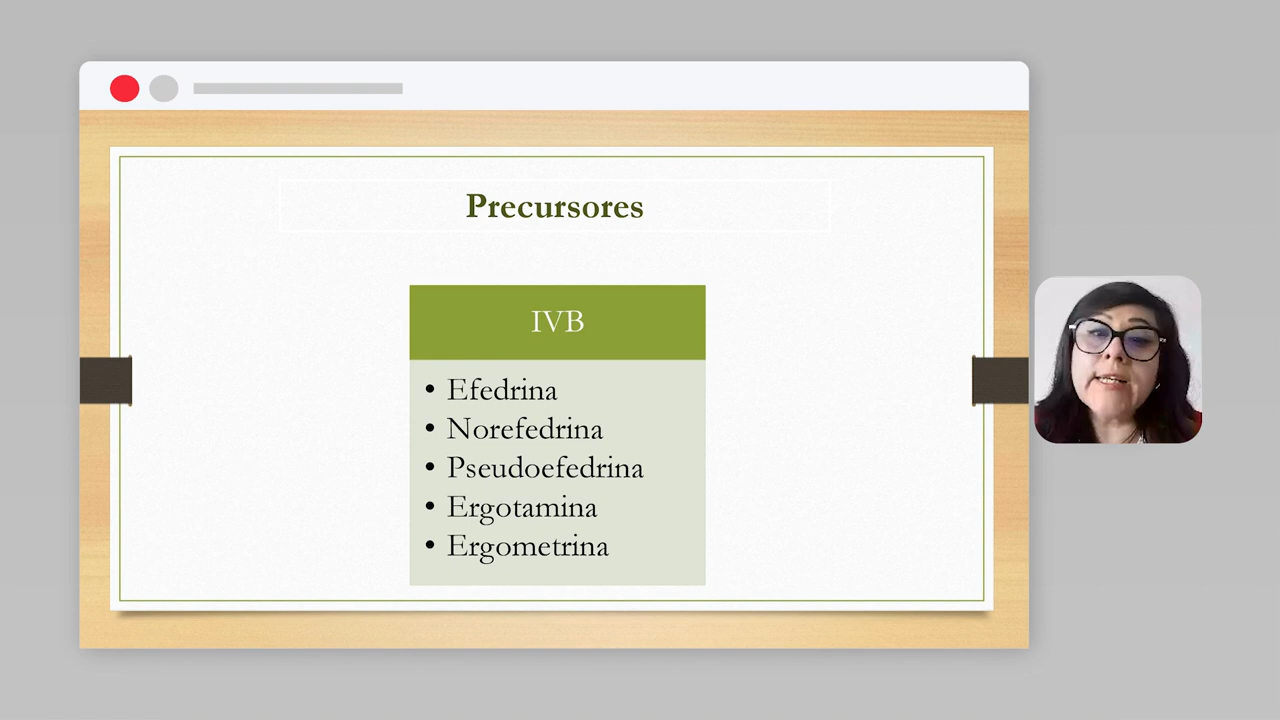 Precursores
IVB
• Efedrina
• Norefedrina
• Pseudoefedrina
• Ergotamina
• Ergometrina